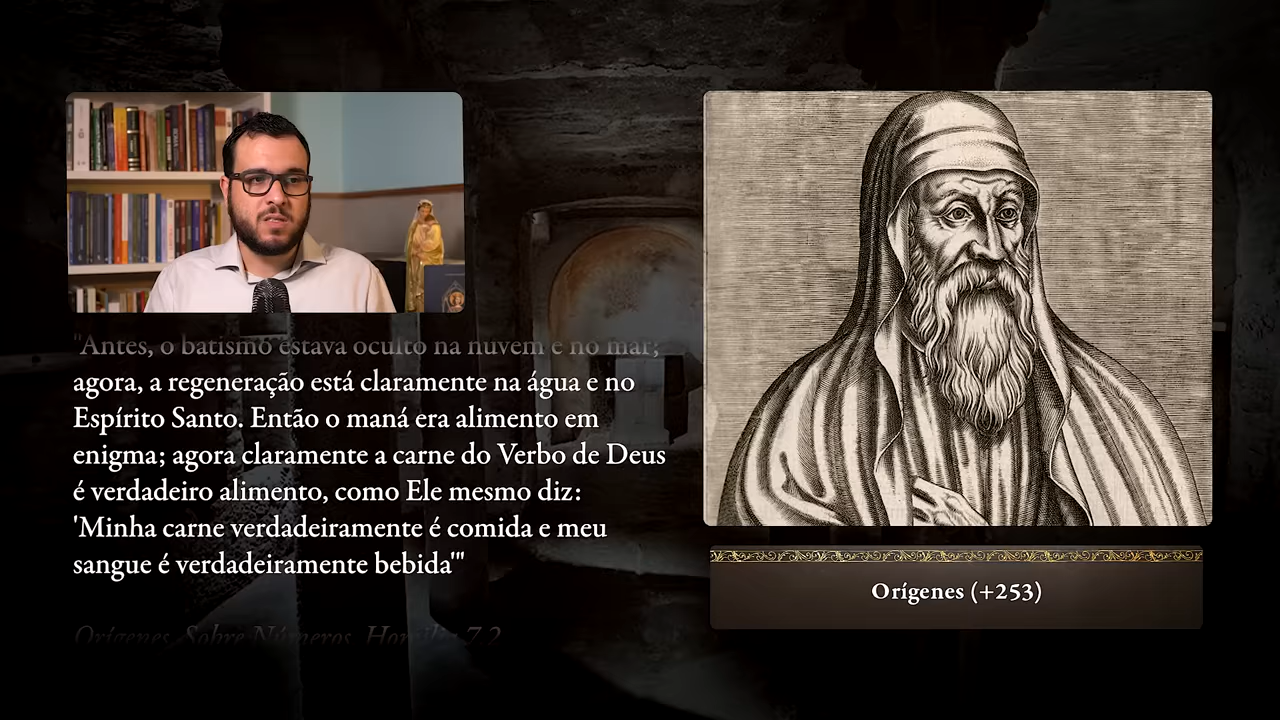 "Antes, o batismo estava oculto na nuvem e no mar;
agora, a regeneração está claramente na água e no
Espírito Santo. Então o maná era alimento em
enigma; agora claramente a carne do Verbo de Deus
é verdadeiro alimento, como Ele mesmo diz:
'Minha carne verdadeiramente é comida e meu
sangue é verdadeiramente bebida'"
Orígenes, Sobre Números, Homilia 7,2
Orígenes (+253)